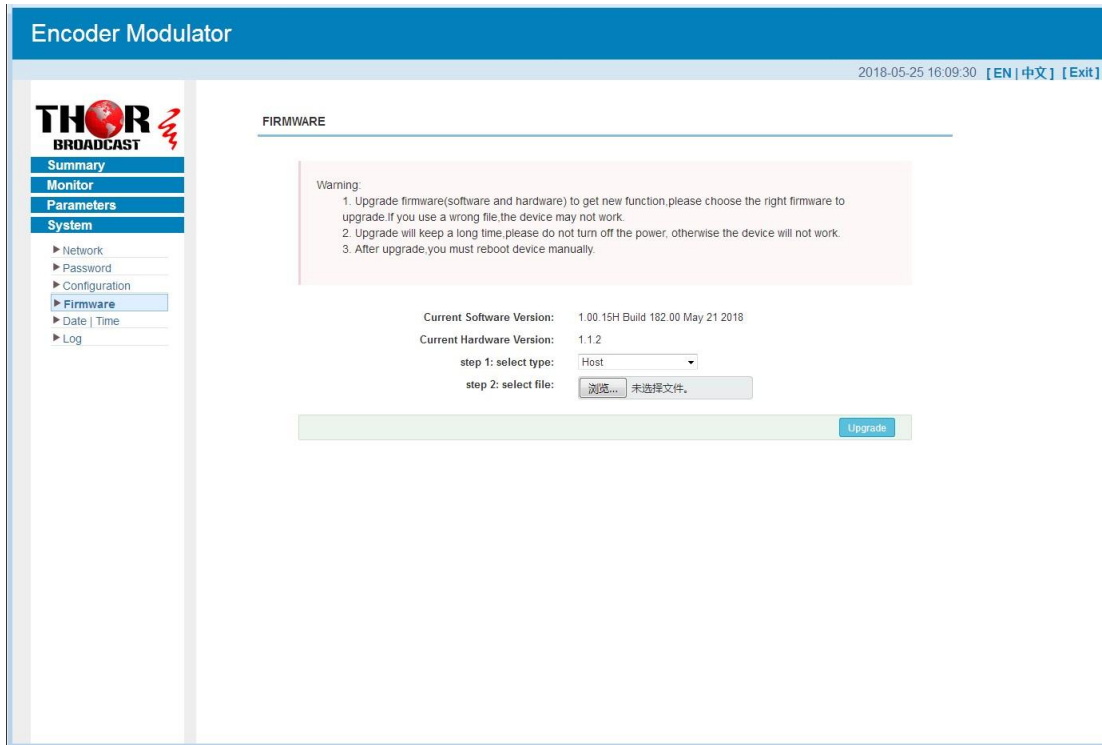 Encoder Modulator
2018-05-25 16:09:30 [ EN | 中文 ] [ Exit ]
THOR
BROADCAST
Summary
Monitor
Parameters
System
Network
Password
Configuration
Firmware
Date | Time
Log
FIRMWARE
Warning:
1. Upgrade firmware(software and hardware) to get new function,please choose the right firmware to
upgrade.If you use a wrong file,the device may not work.
2. Upgrade will keep a long time,please do not turn off the power, otherwise the device will not work.
3. After upgrade,you must reboot device manually.
Current Software Version: 1.00.15H Build 182.00 May 21 2018
Current Hardware Version: 1.1.2
step 1: select type: Host
step 2: select file: 浏览... 未选择文件。
Upgrade